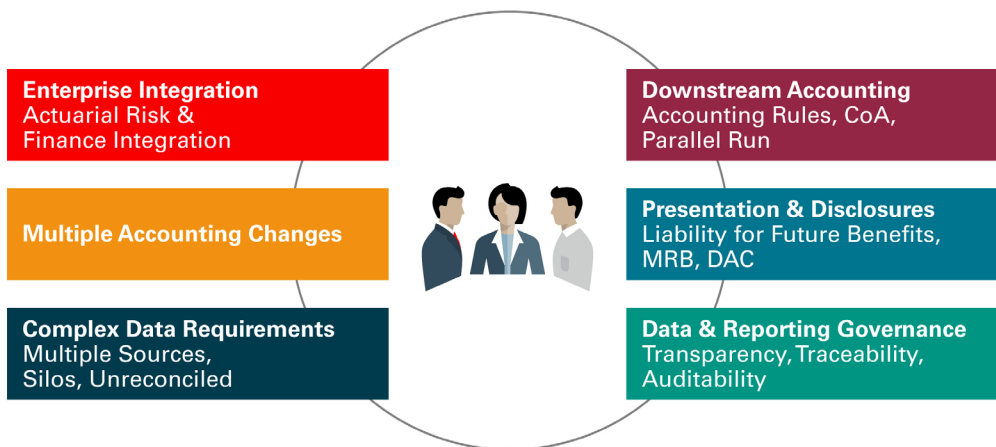 Enterprise Integration
Actuarial Risk &
Finance Integration
Multiple Accounting Changes
Complex Data Requirements
Multiple Sources,
Silos, Unreconciled
Downstream Accounting
Accounting Rules, CoA,
Parallel Run
Presentation & Disclosures
Liability for Future Benefits,
MRB, DAC
Data & Reporting Governance
Transparency, Traceability,
Auditability